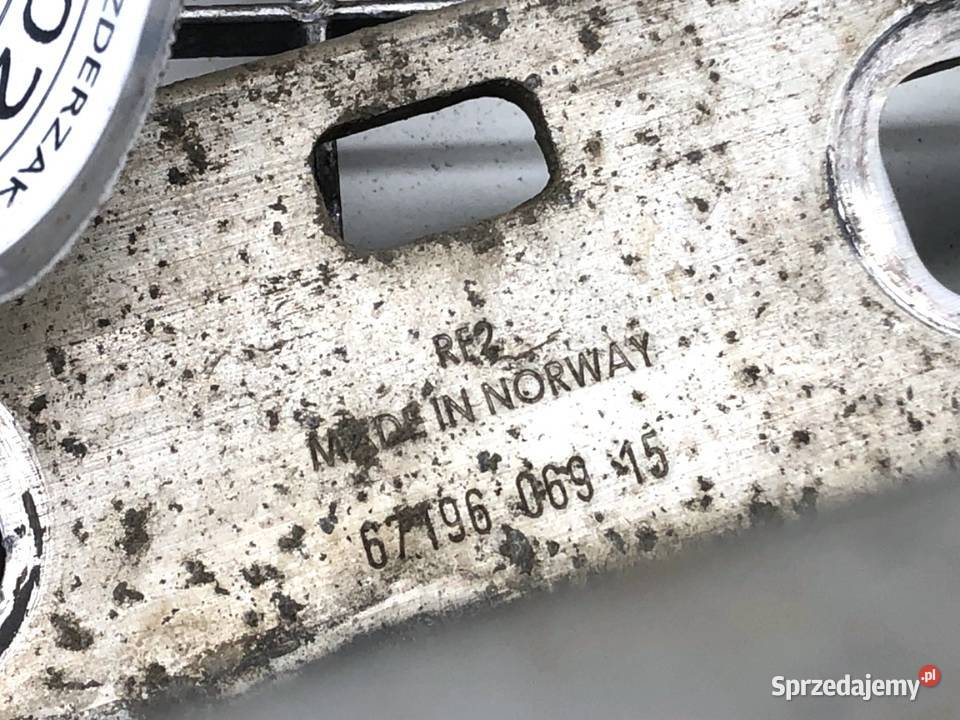 ZDERZAK
RE2
MADE IN NORWAY
67196 069 15
Sprzedajemy.pl